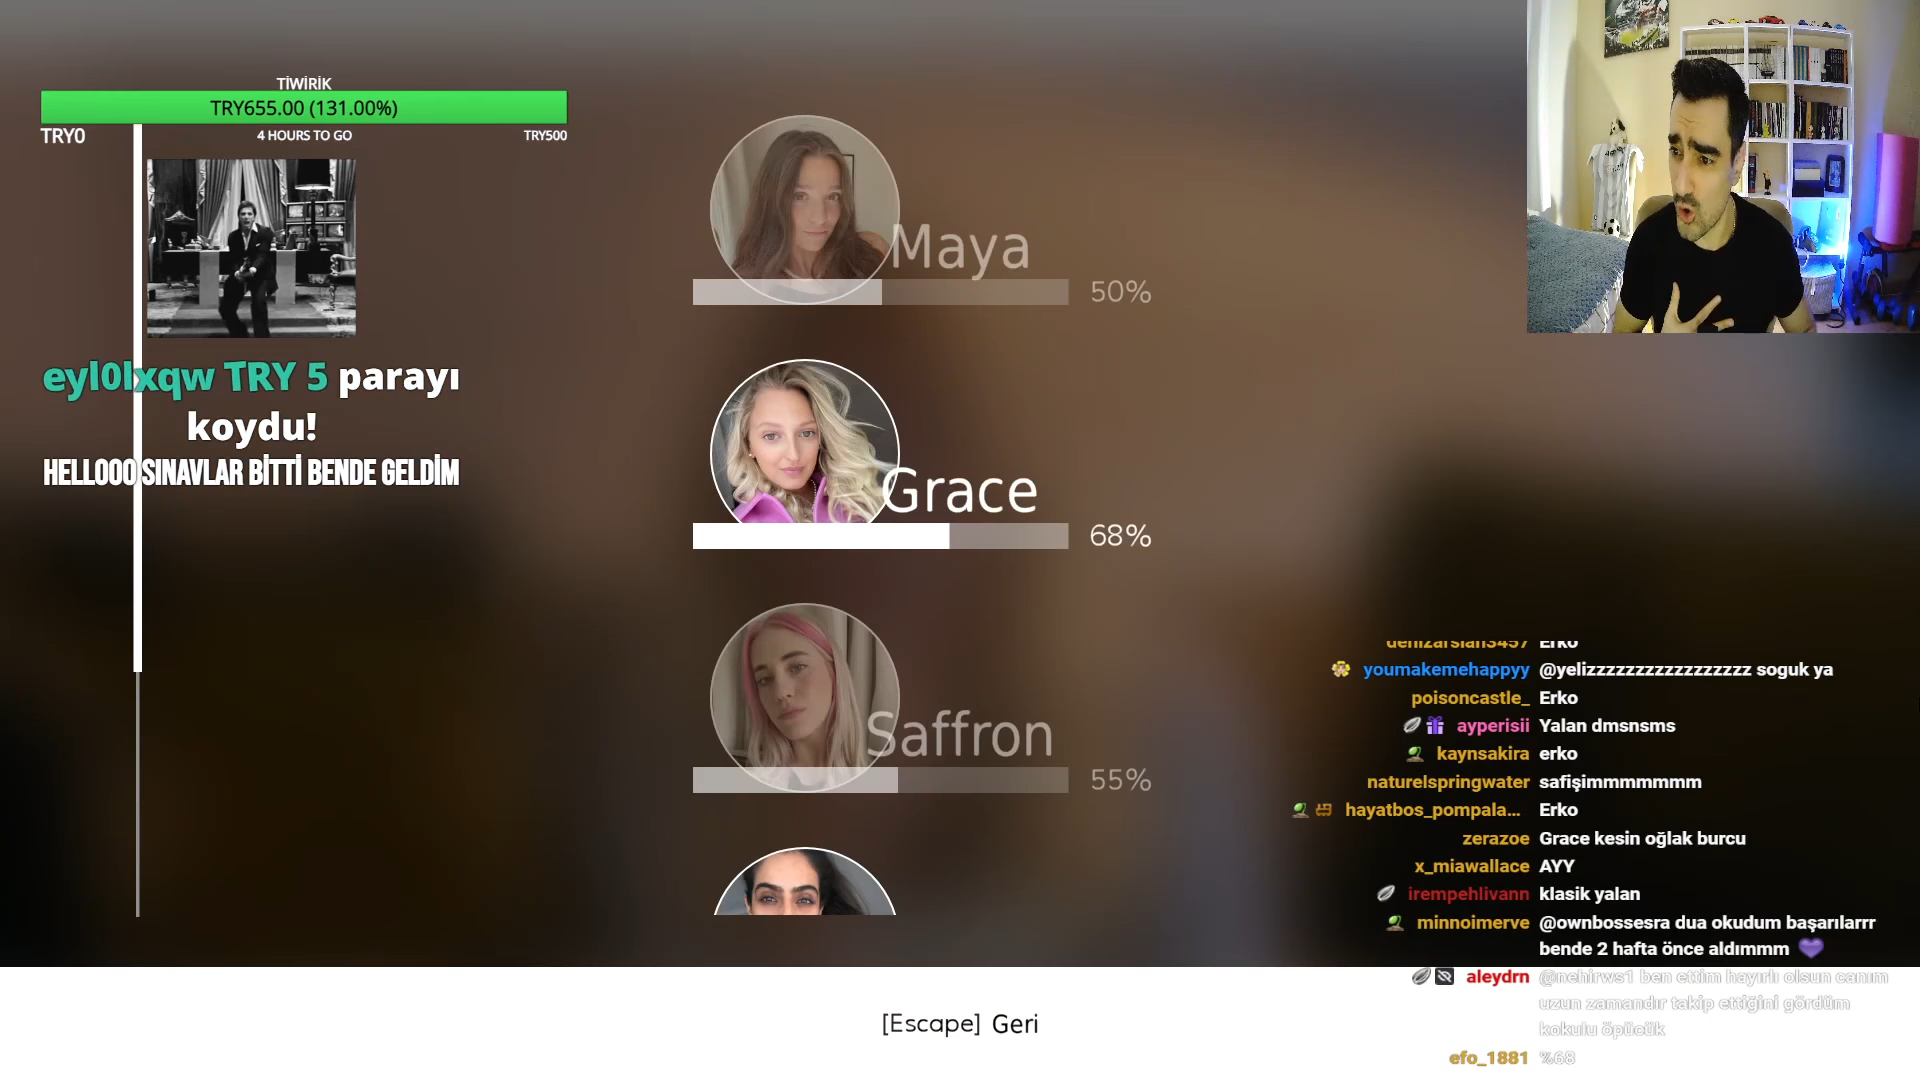 TİWİRİK
TRY655.00 (131.00%)
TRY0
4 HOURS TO GO
TRY500
eyl0lxqw TRY 5 parayı
koydu!
HELLOOO SINAVLAR BİTTİ BENDE GELDİM
Maya
50%
Grace
68%
Saffron
55%
denizarslan3457 Erko
youmakemehappyy @yelizzzzzzzzzzzzzzzzzz soguk ya
poisoncastle_ Erko
ayperisii Yalan dmsnsms
kaynsakira erko
naturelspringwater safişimmmmmmm
hayatbos_pompala... Erko
zerazoe Grace kesin oğlak burcu
x_miawallace AYY
irempehlivann klasik yalan
minnoimerve @ownbossesra dua okudum başarılarrr
bende 2 hafta önce aldımmm
aleydrn @nehirws1 ben ettim hayırlı olsun canım
uzun zamandır takip ettiğini gördüm
kokulu öpücük
efo_1881 %68
[Escape] Geri